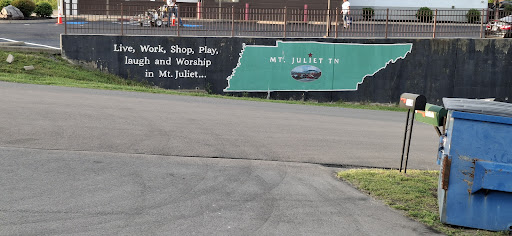 Live, Work, Shop, Play,
laugh and Worship
in Mt. Juliet...
MT. JULIET TN